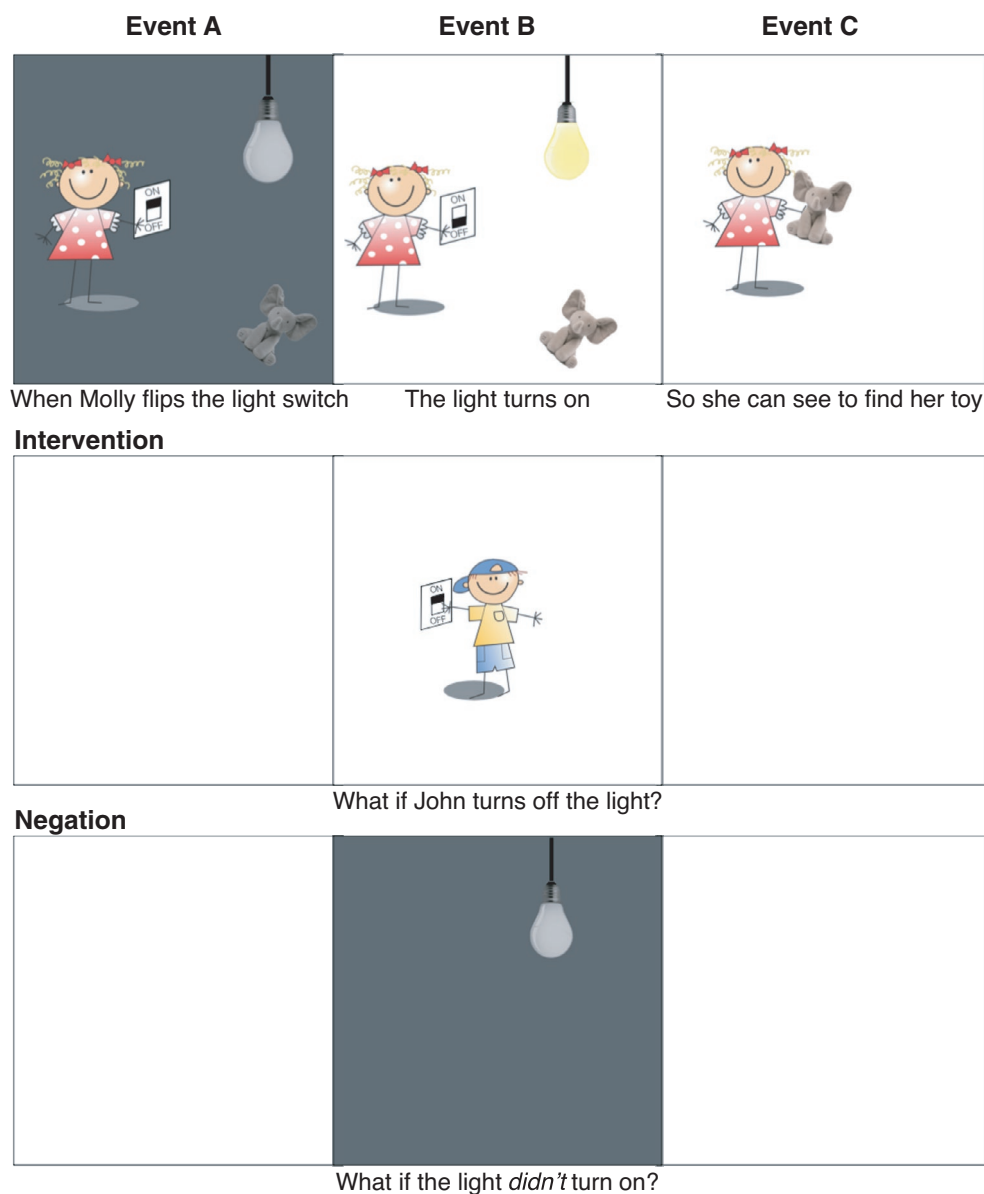 Event A Event B Event C
ON
OFF
ON
OFF
When Molly flips the light switch The light turns on So she can see to find her toy
Intervention
ON
OFF
What if John turns off the light?
Negation
What if the light didn't turn on?